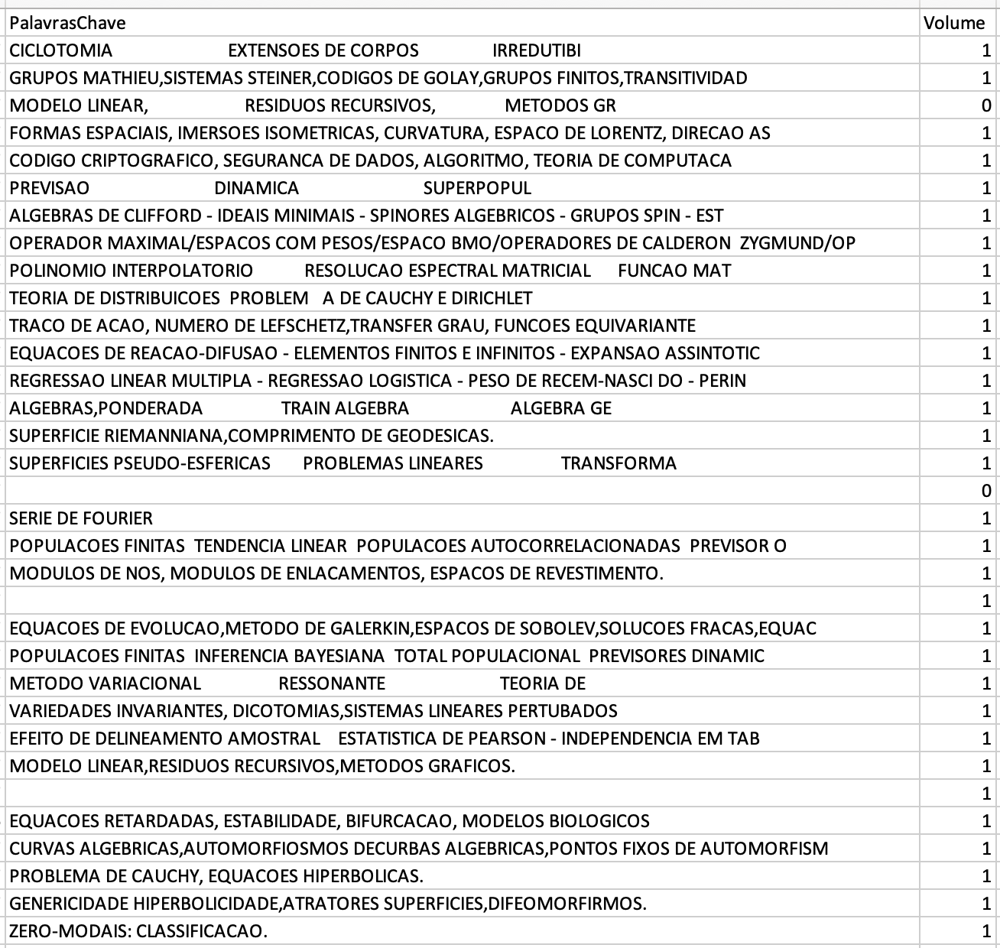 PalavrasChave Volume
CICLOTOMIA EXTENSOES DE CORPOS IRREDUTIBI 1
GRUPOS MATHIEU,SISTEMAS STEINER,CODIGOS DE GOLAY,GRUPOS FINITOS,TRANSITIVIDAD 1
MODELO LINEAR, RESIDUOS RECURSIVOS, METODOS GR 0
FORMAS ESPACIAIS, IMERSOES ISOMETRICAS, CURVATURA, ESPACO DE LORENTZ, DIRECAO AS 1
CODIGO CRIPTOGRAFICO, SEGURANCA DE DADOS, ALGORITMO, TEORIA DE COMPUTACA 1
PREVISAO DINAMICA SUPERPOPUL 1
ALGEBRAS DE CLIFFORD - IDEAIS MINIMAIS - SPINORES ALGEBRICOS - GRUPOS SPIN - EST 1
OPERADOR MAXIMAL/ESPACOS COM PESOS/ESPACO BMO/OPERADORES DE CALDERON ZYGMUND/OP 1
POLINOMIO INTERPOLATORIO RESOLUCAO ESPECTRAL MATRICIAL FUNCAO MAT 1
TEORIA DE DISTRIBUICOES PROBLEM A DE CAUCHY E DIRICHLET 1
TRACO DE ACAO, NUMERO DE LEFSCHETZ,TRANSFER GRAU, FUNCOES EQUIVARIANTE 1
EQUACOES DE REACAO-DIFUSAO - ELEMENTOS FINITOS E INFINITOS - EXPANSAO ASSINTOTIC 1
REGRESSAO LINEAR MULTIPLA - REGRESSAO LOGISTICA - PESO DE RECEM-NASCI DO - PERIN 1
ALGEBRAS,PONDERADA TRAIN ALGEBRA ALGEBRA GE 1
SUPERFICIE RIEMANNIANA,COMPRIMENTO DE GEODESICAS. 1
SUPERFICIES PSEUDO-ESFERICAS PROBLEMAS LINEARES TRANSFORMA 1
0
SERIE DE FOURIER 1
POPULACOES FINITAS TENDENCIA LINEAR POPULACOES AUTOCORRELACIONADAS PREVISOR O 1
MODULOS DE NOS, MODULOS DE ENLACAMENTOS, ESPACOS DE REVESTIMENTO. 1
1
EQUACOES DE EVOLUCAO,METODO DE GALERKIN,ESPACOS DE SOBOLEV,SOLUCOES FRACAS,EQUAC 1
POPULACOES FINITAS INFERENCIA BAYESIANA TOTAL POPULACIONAL PREVISORES DINAMIC 1
METODO VARIACIONAL RESSONANTE TEORIA DE 1
VARIEDADES INVARIANTES, DICOTOMIAS,SISTEMAS LINEARES PERTUBADOS 1
EFEITO DE DELINEAMENTO AMOSTRAL ESTATISTICA DE PEARSON - INDEPENDENCIA EM TAB 1
MODELO LINEAR,RESIDUOS RECURSIVOS,METODOS GRAFICOS. 1
1
EQUACOES RETARDADAS, ESTABILIDADE, BIFURCACAO, MODELOS BIOLOGICOS 1
CURVAS ALGEBRICAS,AUTOMORFIOSMOS DECURBAS ALGEBRICAS,PONTOS FIXOS DE AUTOMORFISM 1
PROBLEMA DE CAUCHY, EQUACOES HIPERBOLICAS. 1
GENERICIDADE HIPERBOLICIDADE,ATRATORES SUPERFICIES,DIFEOMORFIRMOS. 1
ZERO-MODAIS: CLASSIFICACAO. 1